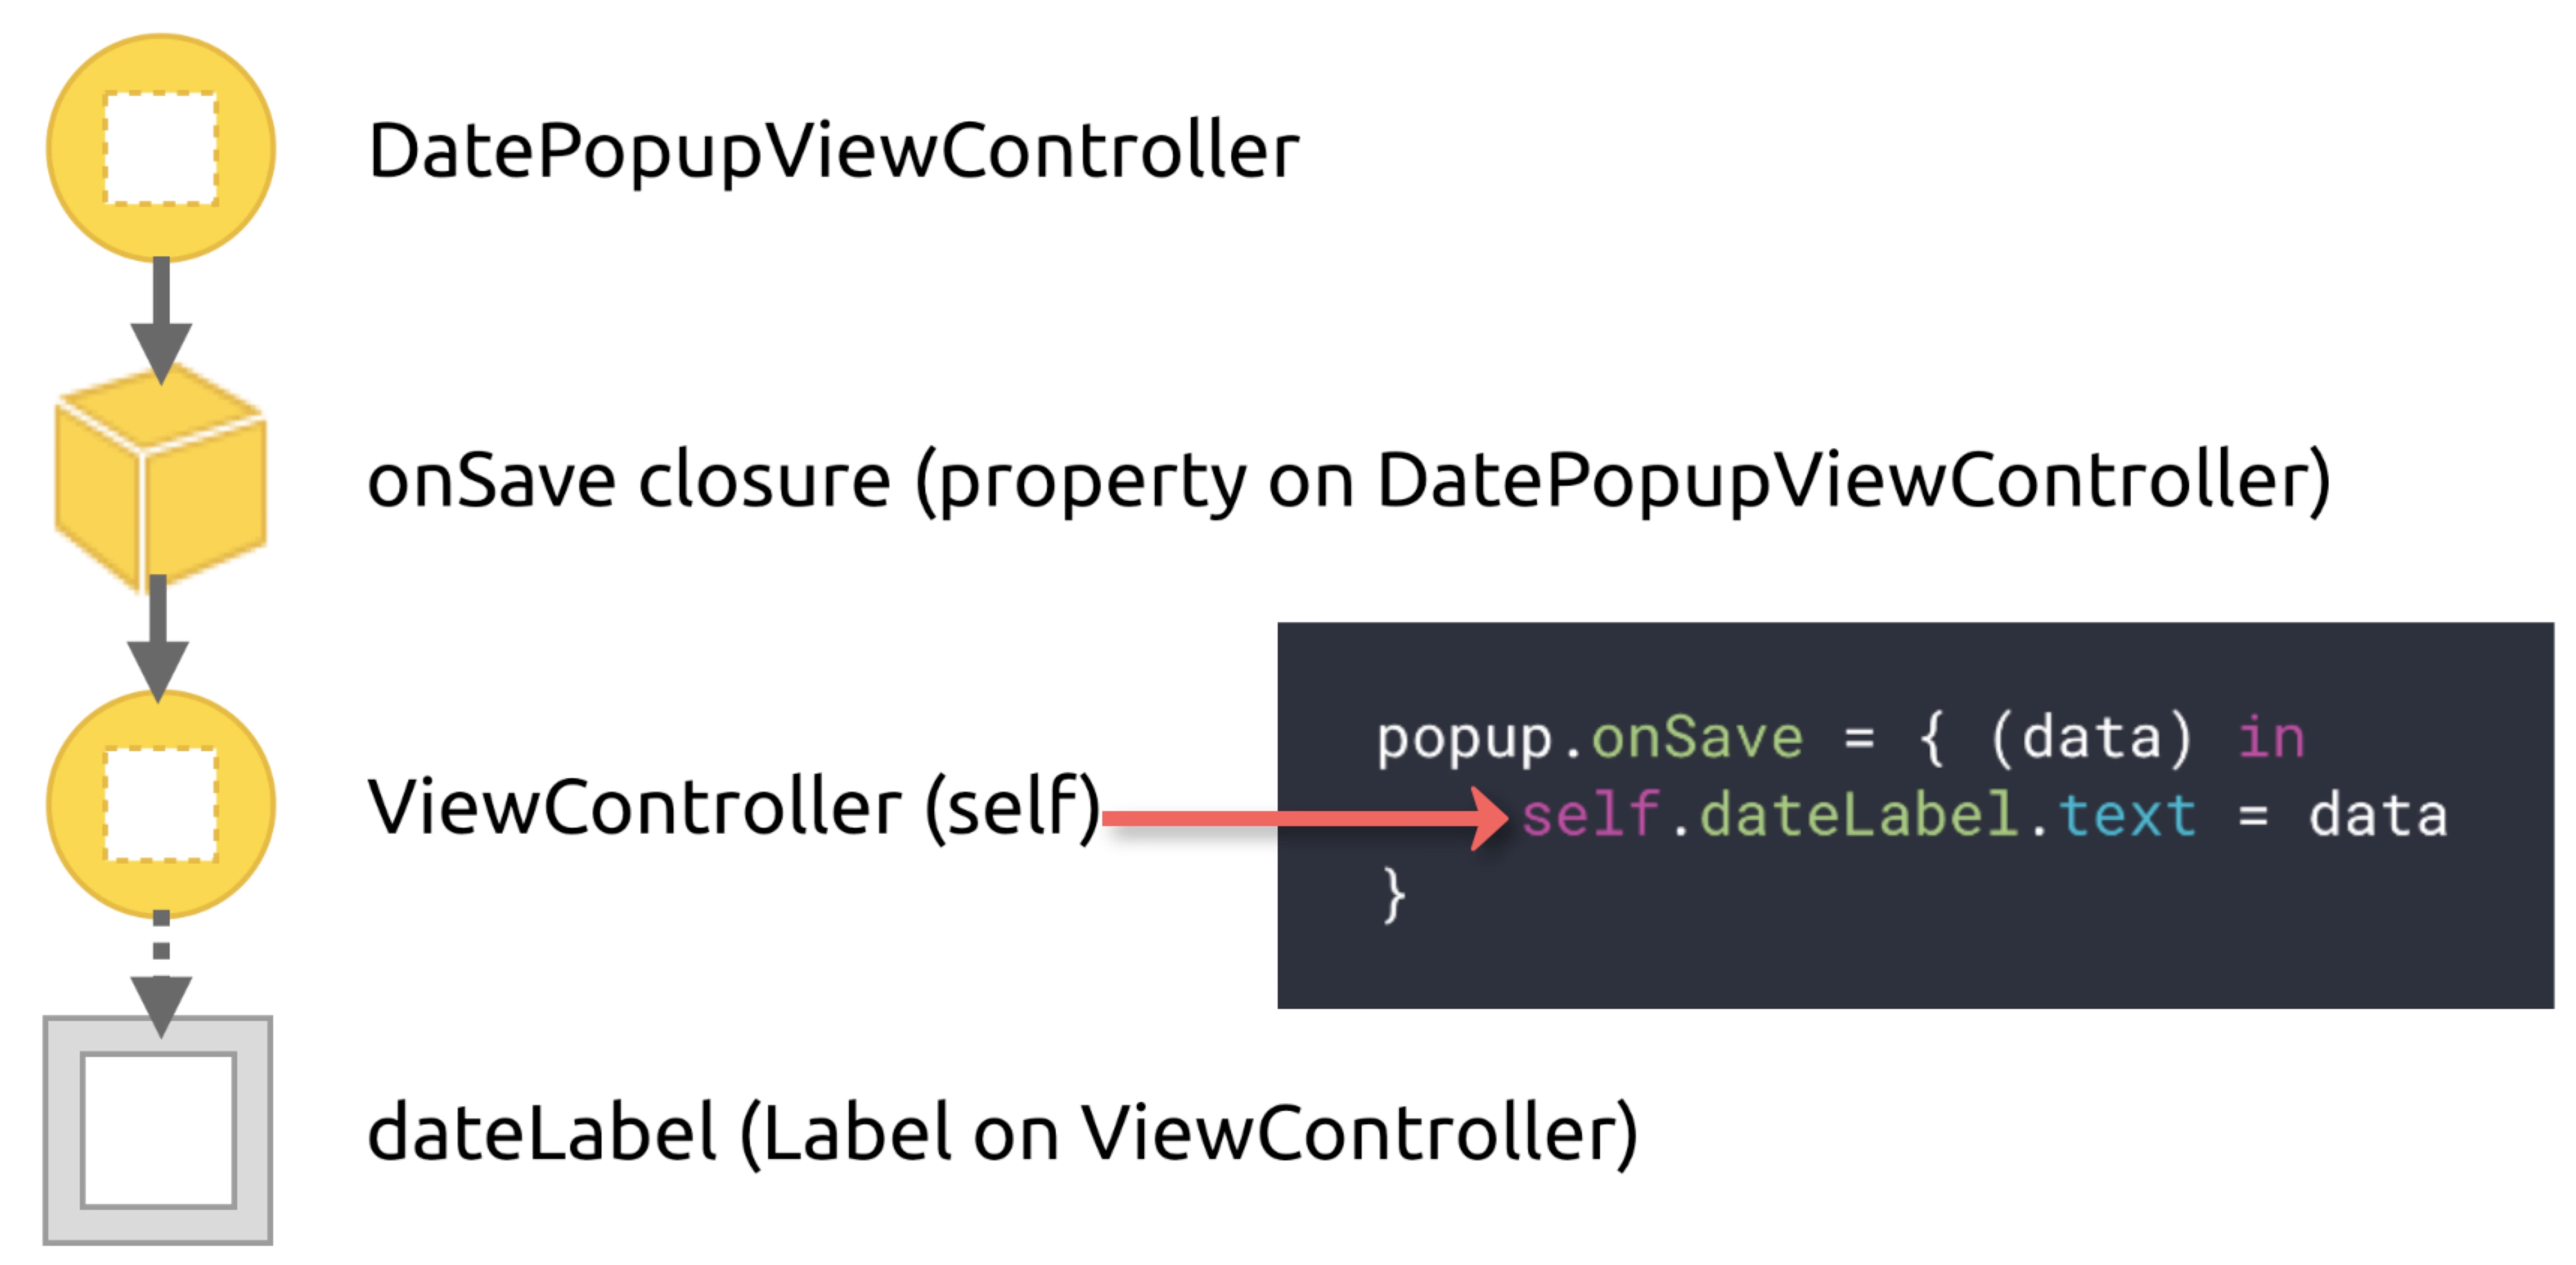 DatePopupViewController
onSave closure (property on DatePopupViewController)
ViewController (self)
popup.onSave = { (data) in
self.dateLabel.text = data
}
dateLabel (Label on ViewController)